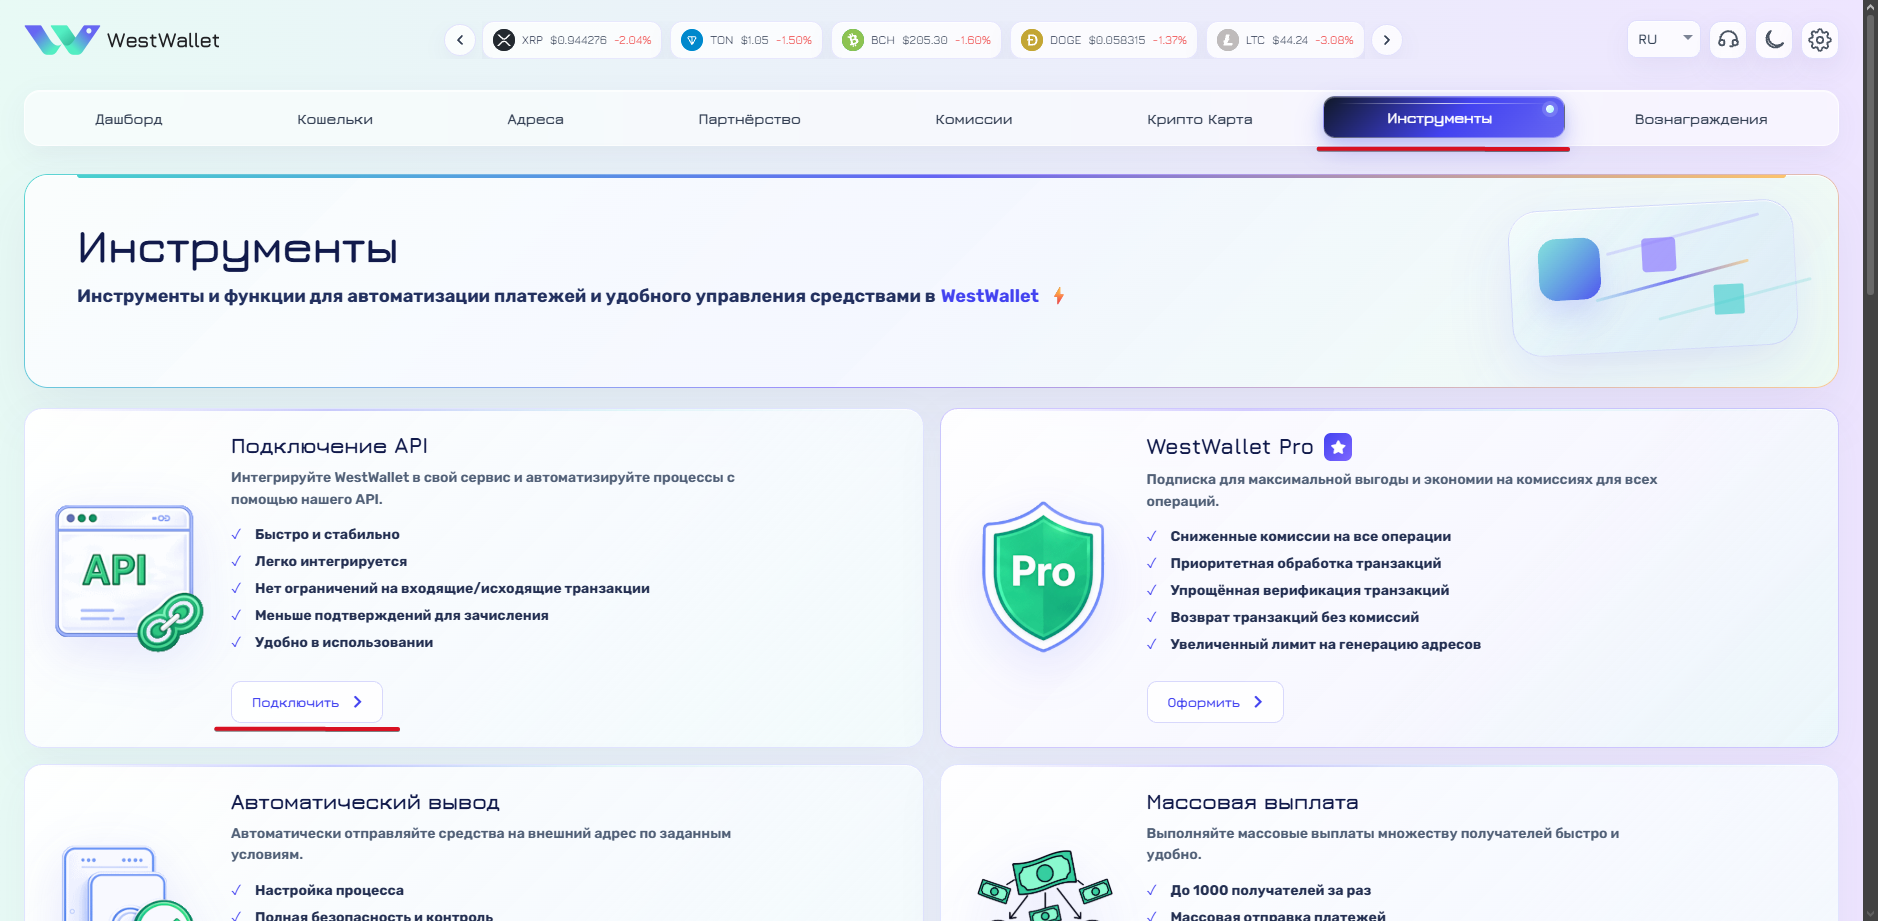 WestWallet
XRP $0.944276 -2.04%
TON $1.05 -1.50%
BCH $205.30 -1.60%
DOGE $0.058315 -1.37%
LTC $44.24 -3.08%
RU
Дашборд
Кошельки
Адреса
Партнёрство
Комиссии
Крипто Карта
Инструменты
Вознаграждения
Инструменты
Инструменты и функции для автоматизации платежей и удобного управления средствами в WestWallet
Подключение API
Интегрируйте WestWallet в свой сервис и автоматизируйте процессы с
помощью нашего API.
API
Быстро и стабильно
Легко интегрируется
Нет ограничений на входящие/исходящие транзакции
Меньше подтверждений для зачисления
Удобно в использовании
Подключить
WestWallet Pro
Подписка для максимальной выгоды и экономии на комиссиях для всех
операций.
Pro
Сниженные комиссии на все операции
Приоритетная обработка транзакций
Упрощённая верификация транзакций
Возврат транзакций без комиссий
Увеличенный лимит на генерацию адресов
Оформить
Автоматический вывод
Автоматически отправляйте средства на внешний адрес по заданным
условиям.
Настройка процесса
Полная безопасность и контроль
Массовая выплата
Выполняйте массовые выплаты множеству получателей быстро и
удобно.
До 1000 получателей за раз
Массовая отправка платежей